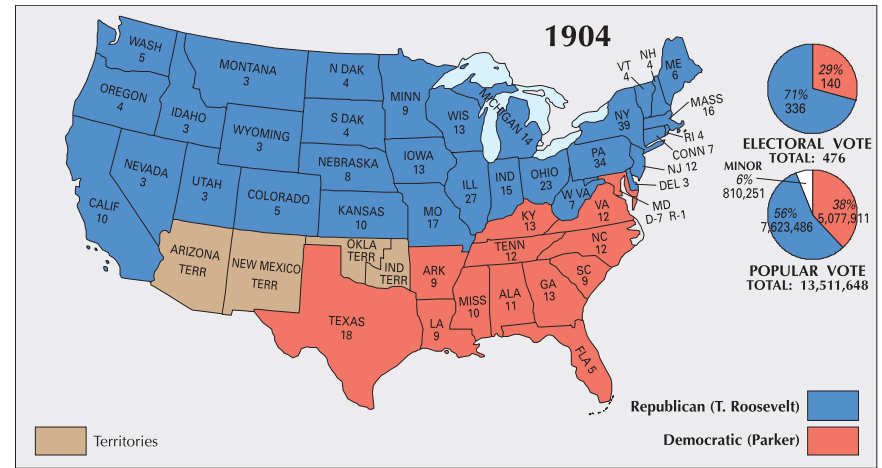 1904
WASH
5
OREGON
4
CALIF
10
NEVADA
3
IDAHO
3
MONTANA
3
WYOMING
3
UTAH
3
COLORADO
5
ARIZONA
TERR
NEW MEXICO
TERR
N DAK
4
S DAK
4
NEBRASKA
8
KANSAS
10
OKLA
TERR
IND
TERR
TEXAS
18
MINN
9
IOWA
13
MO
17
ARK
9
LA
9
WIS
13
ILL
27
MICHIGAN 14
IND
15
OHIO
23
KY
13
TENN
12
MISS
10
ALA
11
GA
13
FLA 5
SC
9
NC
12
VA
12
W VA
7
PA
34
NY
39
VT
4
NH
4
ME
6
MASS
16
RI 4
CONN 7
NJ 12
DEL 3
MD
D-7 R-1
29%
140
71%
336
ELECTORAL VOTE
TOTAL: 476
MINOR
6%
810,251
38%
5,077,911
56%
7,623,486
POPULAR VOTE
TOTAL: 13,511,648
Republican (T. Roosevelt)
Democratic (Parker)
Territories